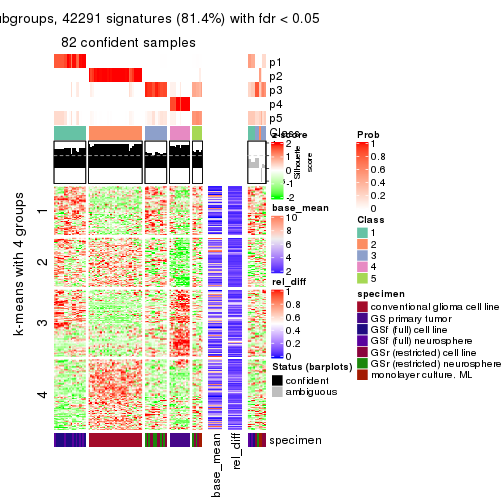 ubgroups, 42291 signatures (81.4%) with fdr < 0.05
82 confident samples
p1
p2
p3
p4
p5
Class
Silhouette
score
1
2
3
4
k-means with 4 groups
base_mean
rel_diff
specimen
z-score
2
1
0
-1
-2
base_mean
10
8
6
4
2
rel_diff
1
0.8
0.6
0.4
0.2
0
Status (barplots)
confident
ambiguous
Prob
1
0.8
0.6
0.4
0.2
0
Class
1
2
3
4
5
specimen
conventional glioma cell line
GS primary tumor
GSf (full) cell line
GSf (full) neurosphere
GSr (restricted) cell line
GSr (restricted) neurosphere
monolayer culture. ML